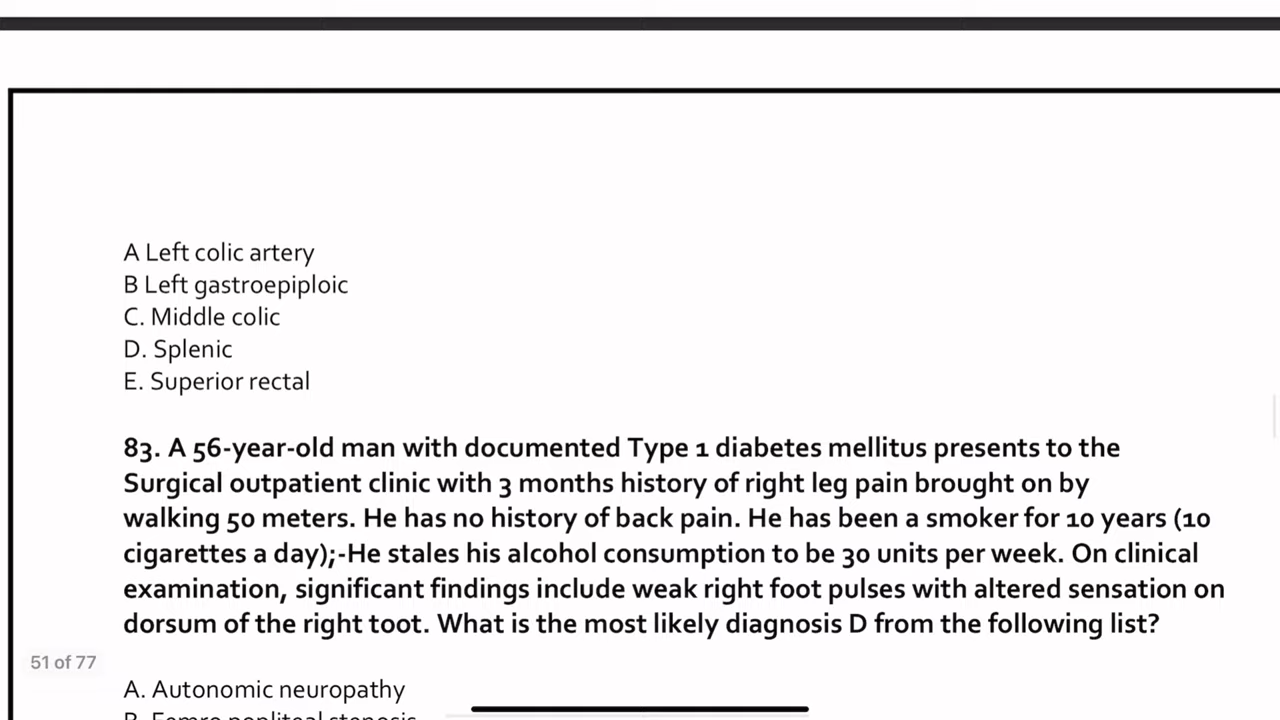 A Left colic artery
B Left gastroepiploic
C. Middle colic
D. Splenic
E. Superior rectal
83. A 56-year-old man with documented Type 1 diabetes mellitus presents to the
Surgical outpatient clinic with 3 months history of right leg pain brought on by
walking 50 meters. He has no history of back pain. He has been a smoker for 10 years (10
cigarettes a day);-He stales his alcohol consumption to be 30 units per week. On clinical
examination, significant findings include weak right foot pulses with altered sensation on
dorsum of the right toot. What is the most likely diagnosis D from the following list?
51 of 77
A. Autonomic neuropathy
B. Femro popliteal stenosis